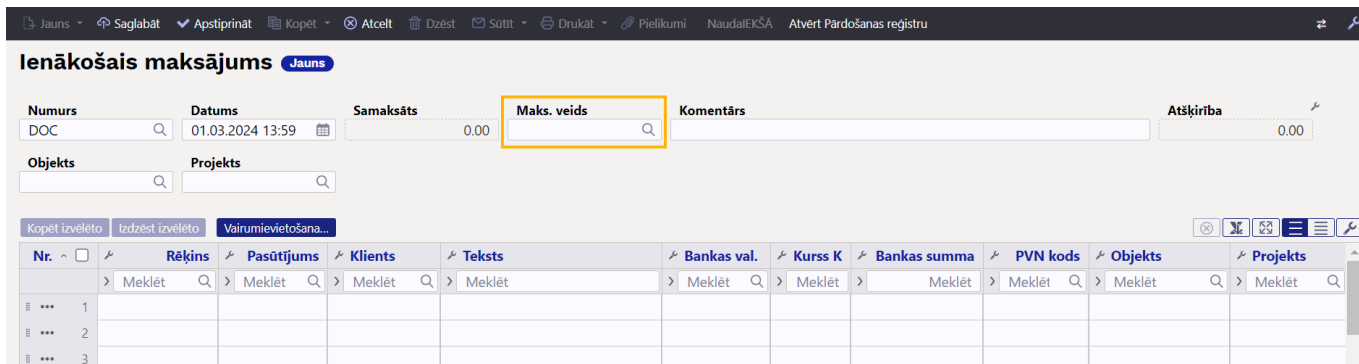 Jauns Saglabāt Apstiprināt Kopēt Atcelt Dzēst Sūtīt Drukāt Pielikumi NaudaIEKŠĀ Atvērt Pārdošanas reģistru
Ienākošais maksājums Jauns
Numurs Datums Samaksāts Maks. veids Komentārs Atšķirība
DOC 01.03.2024 13:59 0.00 0.00
Objekts Projekts
Kopēt izvēlēto Izdzēst izvēlēto Vairumievietošana...
Nr. Rēķins Pasūtījums Klients Teksts Bankas val. Kurss K Bankas summa PVN kods Objekts Projekts
Meklēt Meklēt Meklēt Meklēt Meklēt Meklēt Meklēt Meklēt Meklēt Meklēt
1
2
3